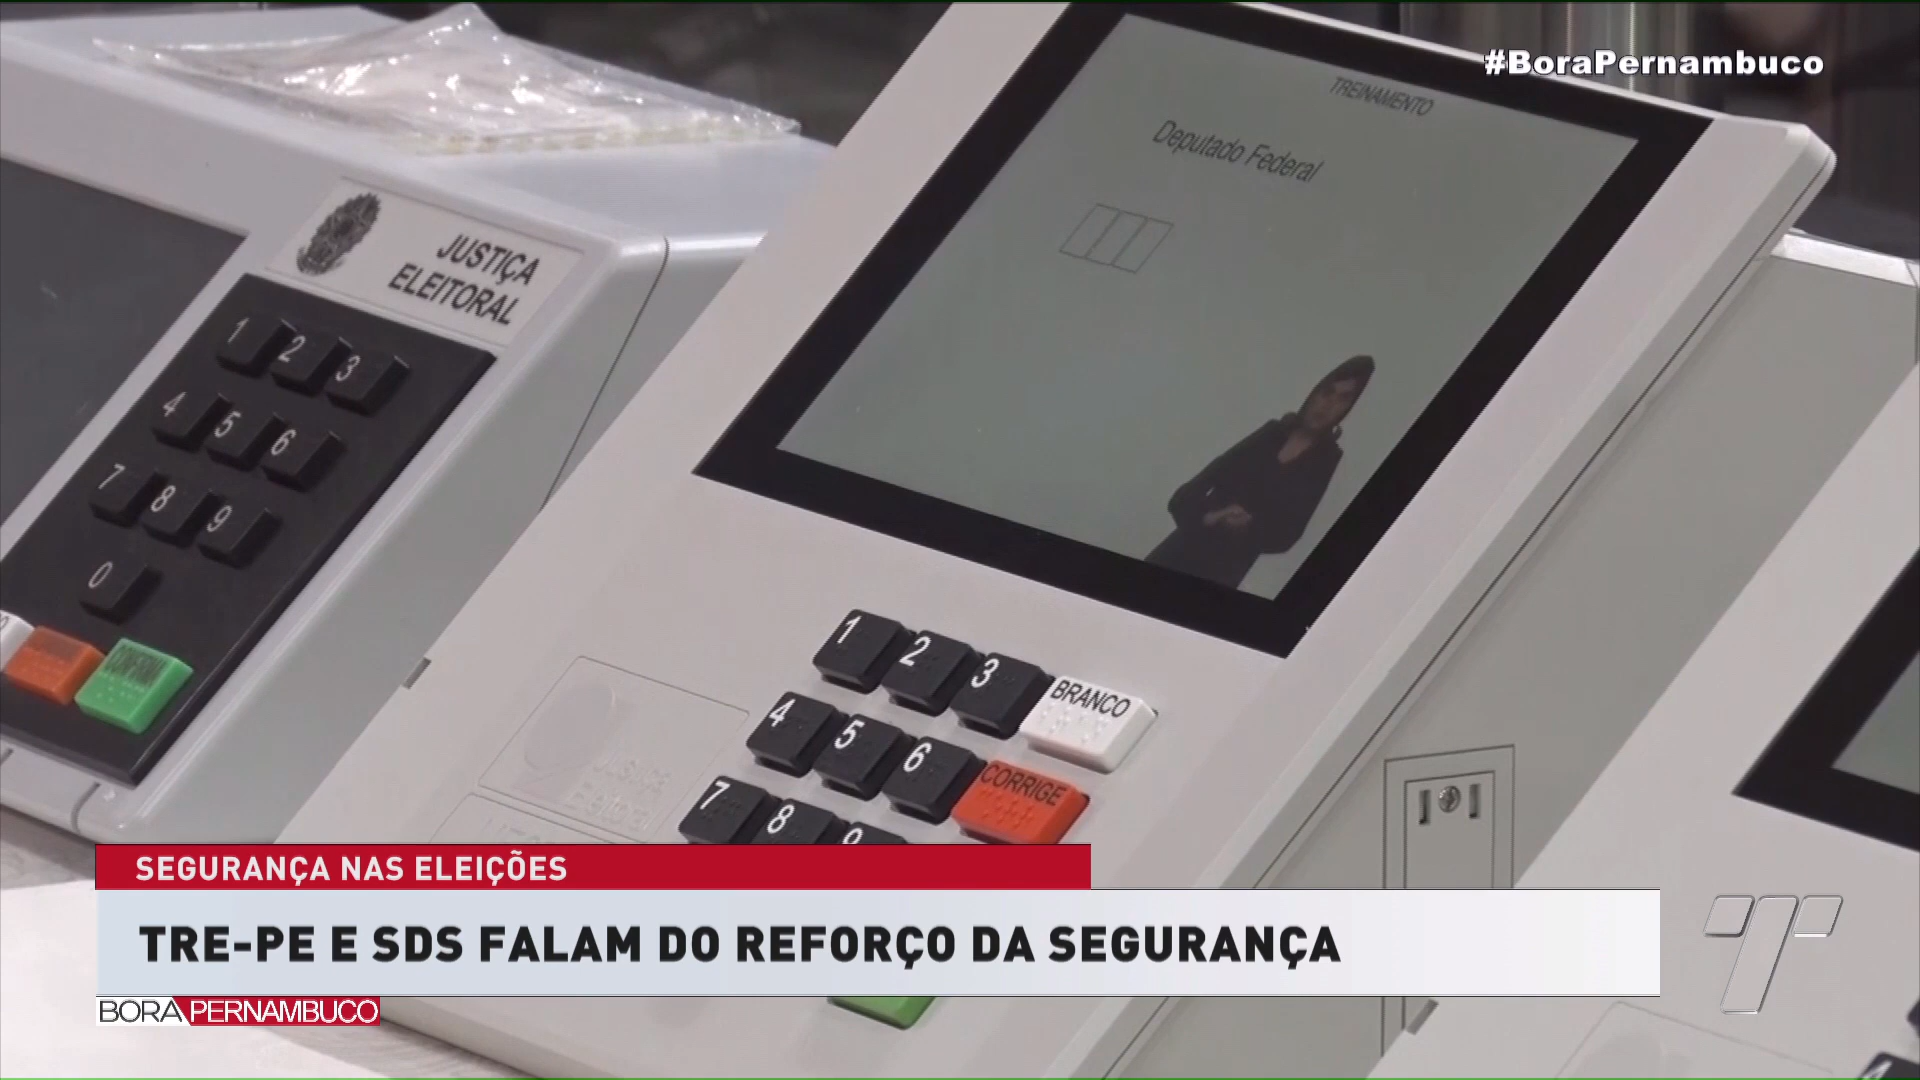 #BoraPernambuco
TREINAMENTO
Deputado Federal
JUSTIÇA
ELEITORAL
1 2 3
4 5 6
7 8 9
0
CONFIRMA
1 2 3 BRANCO
4 5 6 CORRIGE
7 8 9
SEGURANÇA NAS ELEIÇÕES
TRE-PE E SDS FALAM DO REFORÇO DA SEGURANÇA
BORA PERNAMBUCO